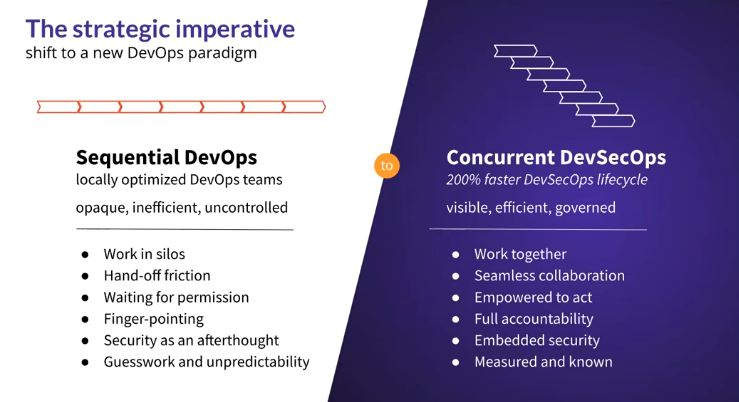 The strategic imperative
shift to a new DevOps paradigm
Sequential DevOps
locally optimized DevOps teams
opaque, inefficient, uncontrolled
● Work in silos
● Hand-off friction
● Waiting for permission
● Finger-pointing
● Security as an afterthought
● Guesswork and unpredictability
to
Concurrent DevSecOps
200% faster DevSecOps lifecycle
visible, efficient, governed
● Work together
● Seamless collaboration
● Empowered to act
● Full accountability
● Embedded security
● Measured and known